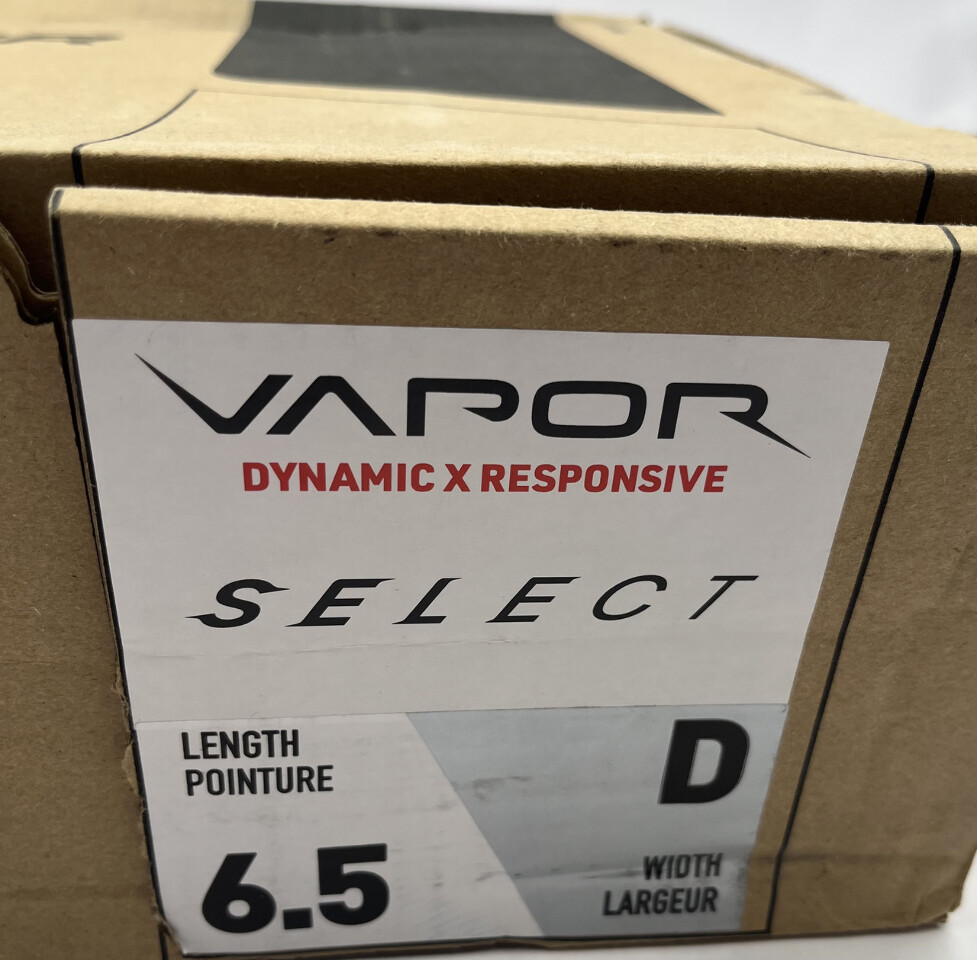 VAPOR
DYNAMIC X RESPONSIVE
SELECT
LENGTH
POINTURE
6.5
D
WIDTH
LARGEUR